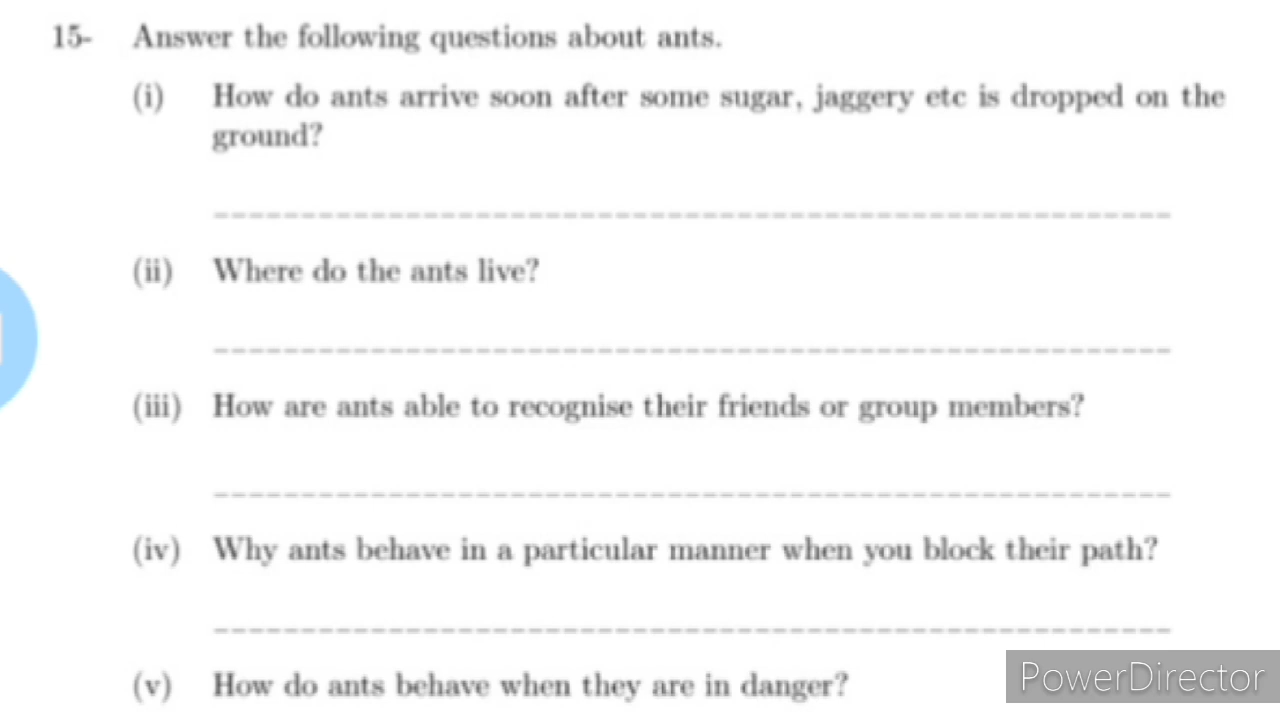 15- Answer the following questions about ants.
(i) How do ants arrive soon after some sugar, jaggery etc is dropped on the
ground?
(ii) Where do the ants live?
(iii) How are ants able to recognise their friends or group members?
(iv) Why ants behave in a particular manner when you block their path?
(v) How do ants behave when they are in danger?
PowerDirector